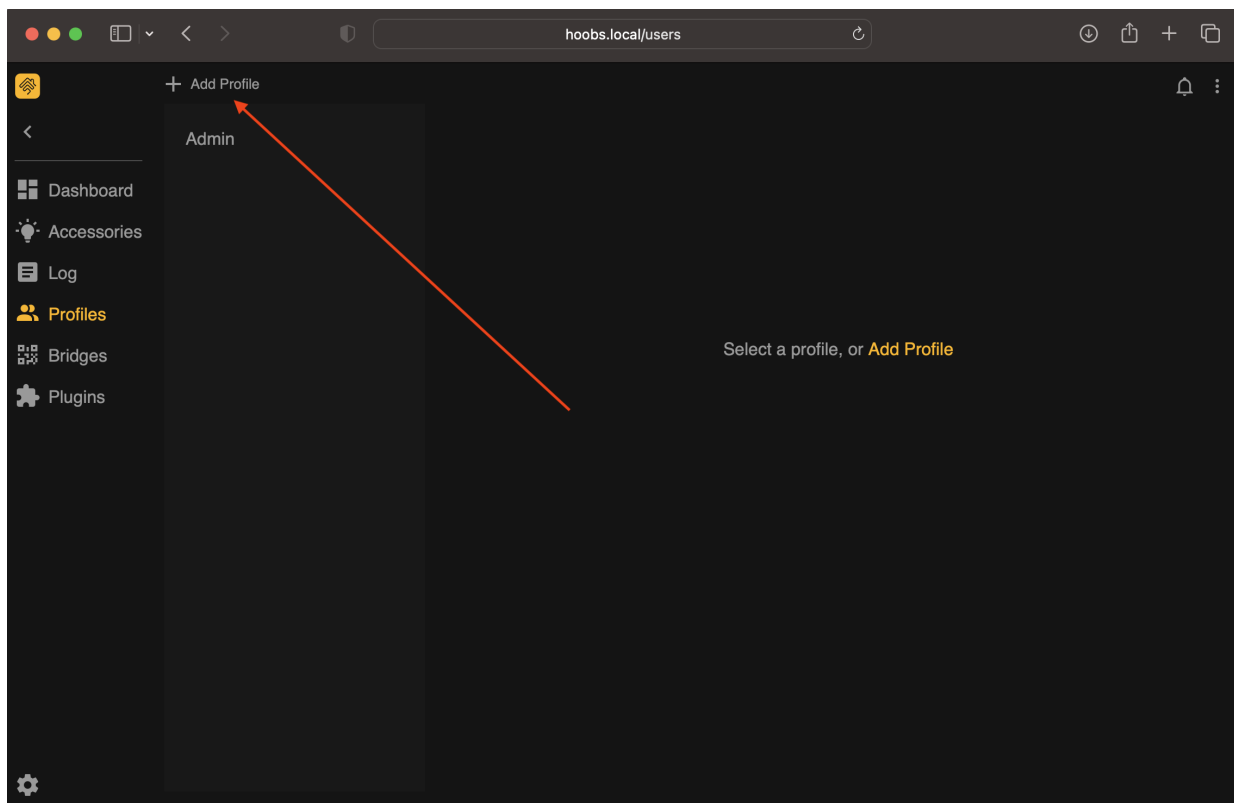 hoobs.local/users
Add Profile
Admin
Dashboard
Accessories
Log
Profiles
Bridges
Plugins
Select a profile, or Add Profile